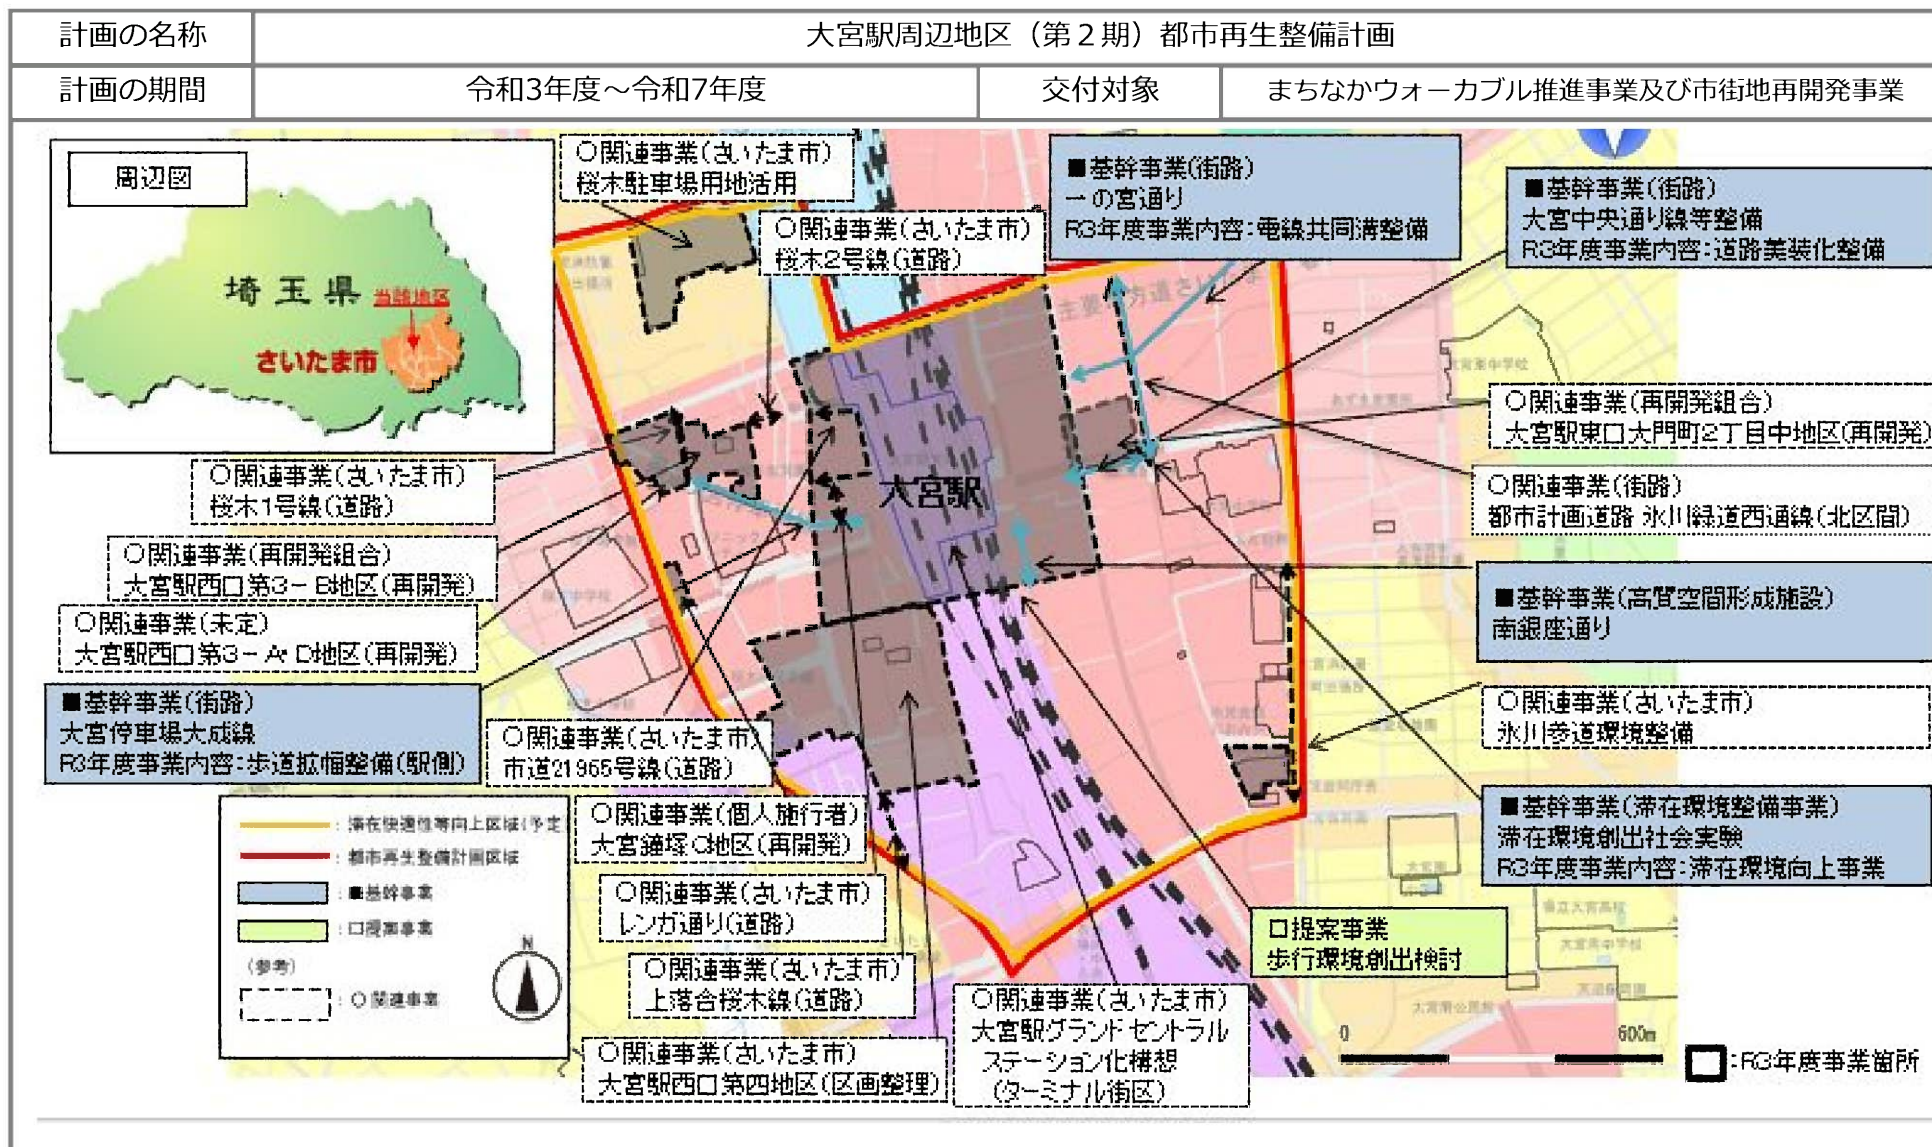 計画の名称
大宮駅周辺地区（第２期）都市再生整備計画
計画の期間
令和3年度～令和7年度
交付対象
まちなかウォーカブル推進事業及び市街地再開発事業
周辺図
埼玉県
当該地区
さいたま市
○関連事業(さいたま市)
桜木駐車場用地活用
○関連事業(さいたま市)
桜木2号線(道路)
■基幹事業(街路)
一の宮通り
R3年度事業内容:電線共同溝整備
■基幹事業(街路)
大宮中央通り線等整備
R3年度事業内容:道路美装化整備
○関連事業(再開発組合)
大宮駅東口大門町2丁目中地区(再開発)
○関連事業(街路)
都市計画道路 氷川緑道西通線(北区間)
■基幹事業(高質空間形成施設)
南銀座通り
○関連事業(さいたま市)
氷川参道環境整備
■基幹事業(滞在環境整備事業)
滞在環境創出社会実験
R3年度事業内容:滞在環境向上事業
□提案事業
歩行環境創出検討
大宮駅
○関連事業(さいたま市)
桜木1号線(道路)
○関連事業(再開発組合)
大宮駅西口第3－B地区(再開発)
○関連事業(未定)
大宮駅西口第3－A・D地区(再開発)
■基幹事業(街路)
大宮停車場大成線
R3年度事業内容:歩道拡幅整備(駅側)
○関連事業(さいたま市)
市道21965号線(道路)
○関連事業(個人施行者)
大宮鐘塚C地区(再開発)
○関連事業(さいたま市)
レンガ通り(道路)
○関連事業(さいたま市)
上落合桜木線(道路)
○関連事業(さいたま市)
大宮駅西口第四地区(区画整理)
○関連事業(さいたま市)
大宮駅グランドセントラル
ステーション化構想
(ターミナル街区)
:滞在快適性等向上区域(予定)
:都市再生整備計画区域
:■基幹事業
:□提案事業
(参考)
:○関連事業
N
0 600m
:R3年度事業箇所